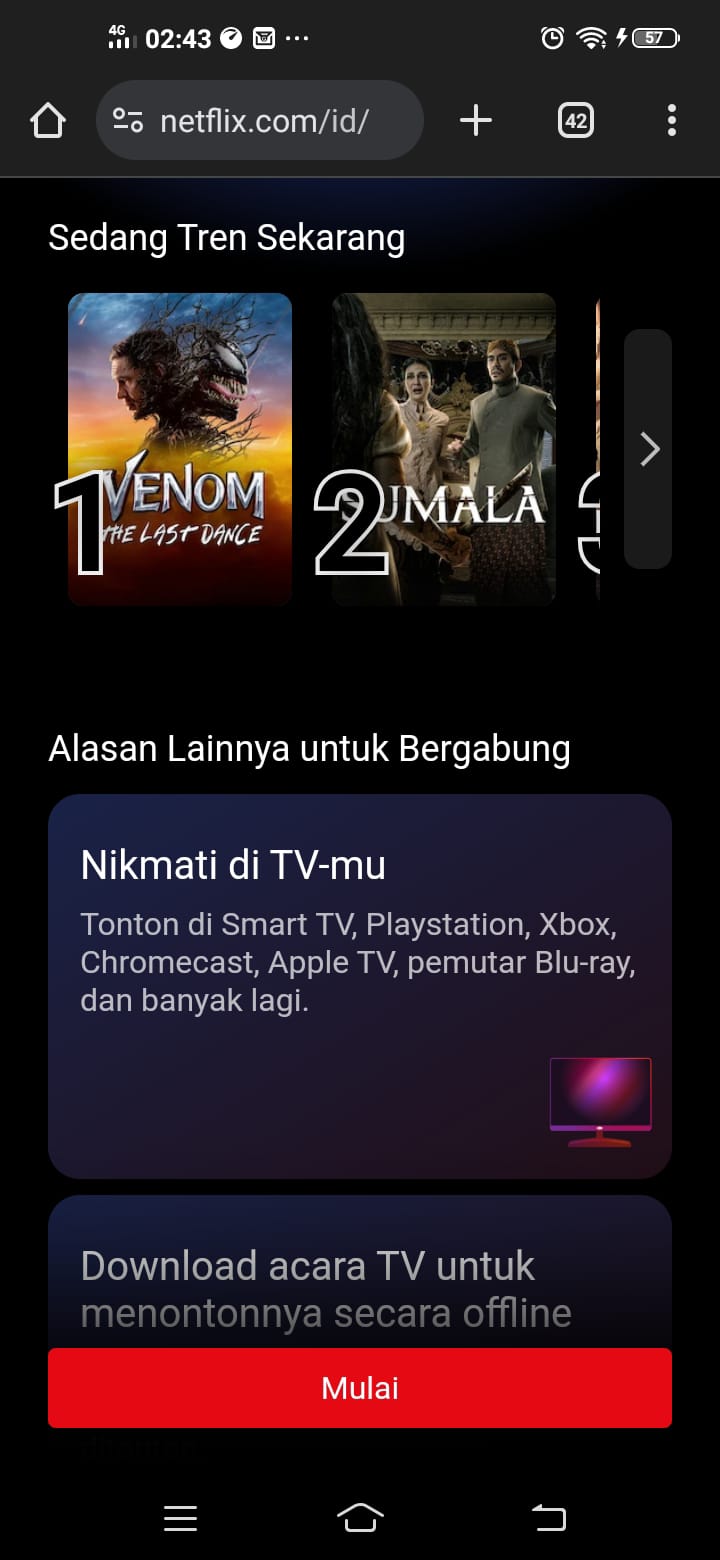 4G 02:43 57
netflix.com/id/ 42
Sedang Tren Sekarang
VENOM
THE LAST DANCE
1
UMALA
2
3
Alasan Lainnya untuk Bergabung
Nikmati di TV-mu
Tonton di Smart TV, Playstation, Xbox,
Chromecast, Apple TV, pemutar Blu-ray,
dan banyak lagi.
Download acara TV untuk
menontonnya secara offline
Mulai